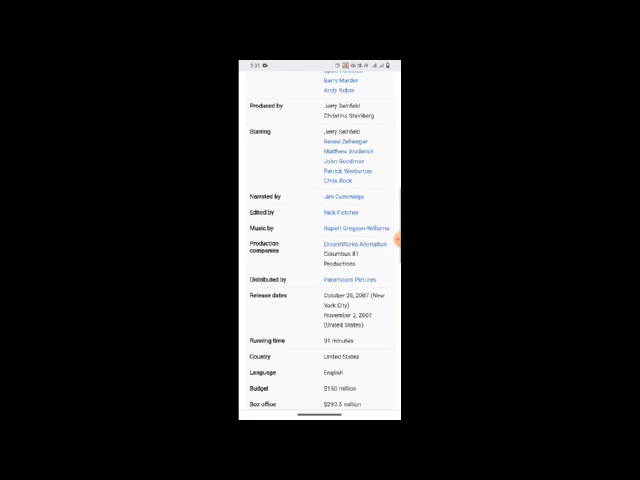 Barry Marder
Andy Robin
Produced by
Jerry Seinfeld
Christina Steinberg
Starring
Jerry Seinfeld
Renée Zellweger
Matthew Broderick
John Goodman
Patrick Warburton
Chris Rock
Narrated by
Jim Cummings
Edited by
Nick Fletcher
Music by
Rupert Gregson-Williams
Production
companies
DreamWorks Animation
Columbus 81
Productions
Distributed by
Paramount Pictures
Release dates
October 25, 2007 (New
York City)
November 2, 2007
(United States)
Running time
91 minutes
Country
United States
Language
English
Budget
$150 million
Box office
$293.5 million